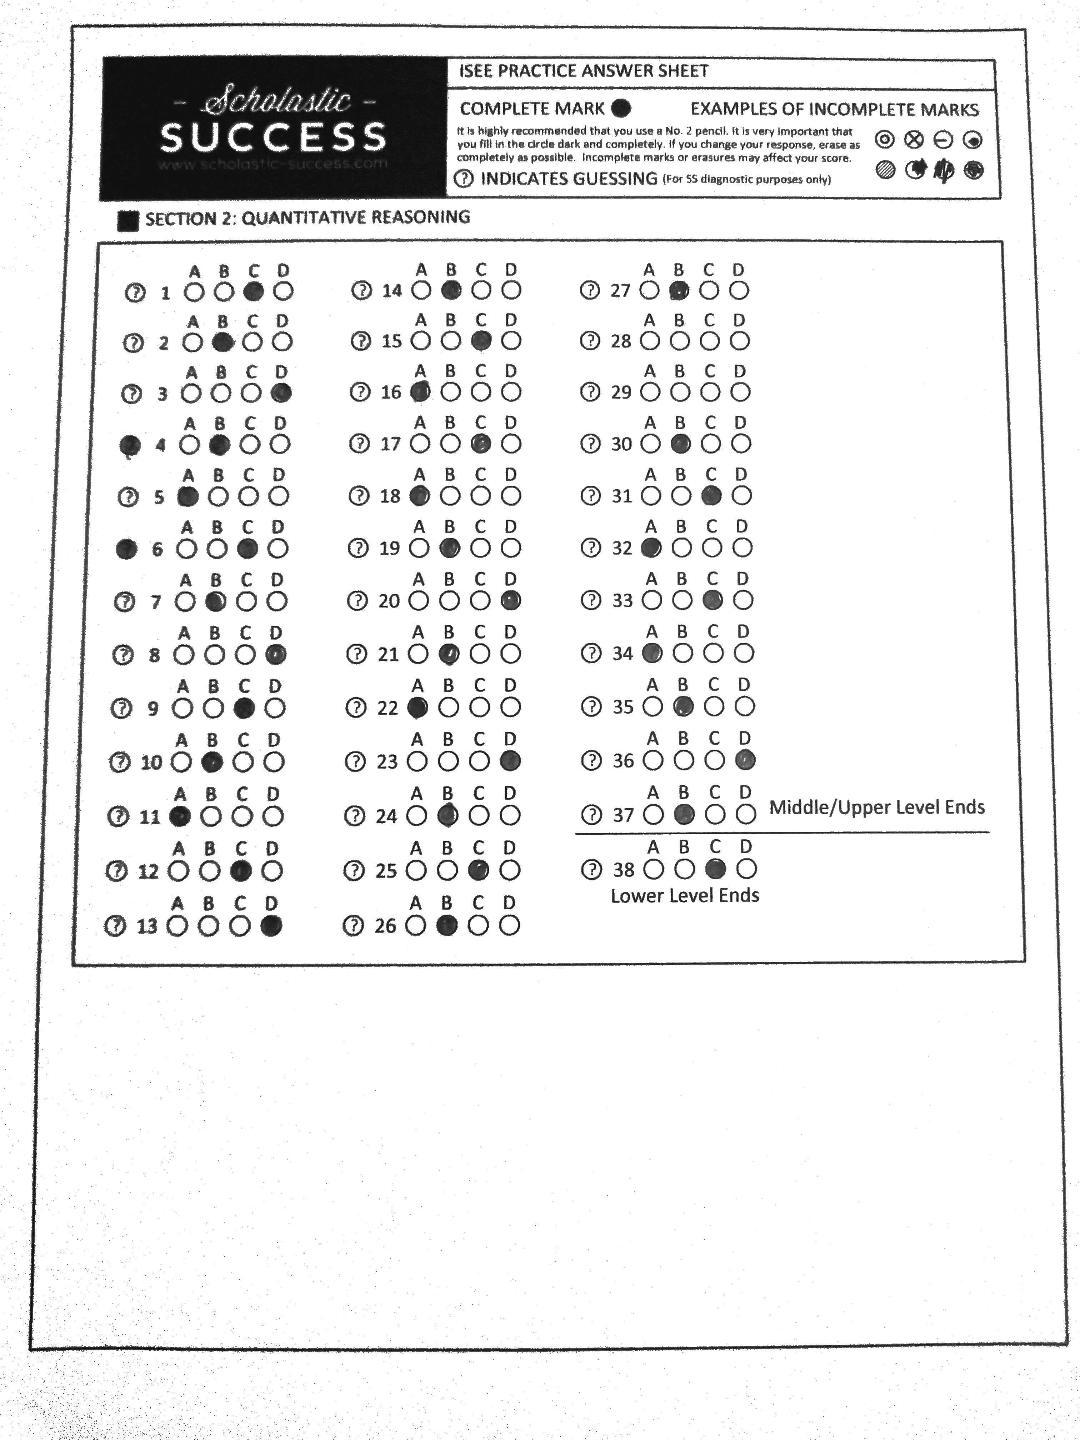 - Scholastic -
SUCCESS
www.scholastic-success.com
ISEE PRACTICE ANSWER SHEET
COMPLETE MARK EXAMPLES OF INCOMPLETE MARKS
It is highly recommended that you use a No. 2 pencil. It is very important that
you fill in the circle dark and completely. If you change your response, erase as
completely as possible. Incomplete marks or erasures may affect your score.
? INDICATES GUESSING (For SS diagnostic purposes only)
SECTION 2: QUANTITATIVE REASONING
A B C D
? 1
A B C D
? 2
A B C D
? 3
A B C D
4
A B C D
? 5
A B C D
6
A B C D
? 7
A B C D
? 8
A B C D
? 9
A B C D
? 10
A B C D
? 11
A B C D
? 12
A B C D
? 13
A B C D
? 14
A B C D
? 15
A B C D
? 16
A B C D
? 17
A B C D
? 18
A B C D
? 19
A B C D
? 20
A B C D
? 21
A B C D
? 22
A B C D
? 23
A B C D
? 24
A B C D
? 25
A B C D
? 26
A B C D
? 27
A B C D
? 28
A B C D
? 29
A B C D
? 30
A B C D
? 31
A B C D
? 32
A B C D
? 33
A B C D
? 34
A B C D
? 35
A B C D
? 36
A B C D
? 37 Middle/Upper Level Ends
A B C D
? 38
Lower Level Ends